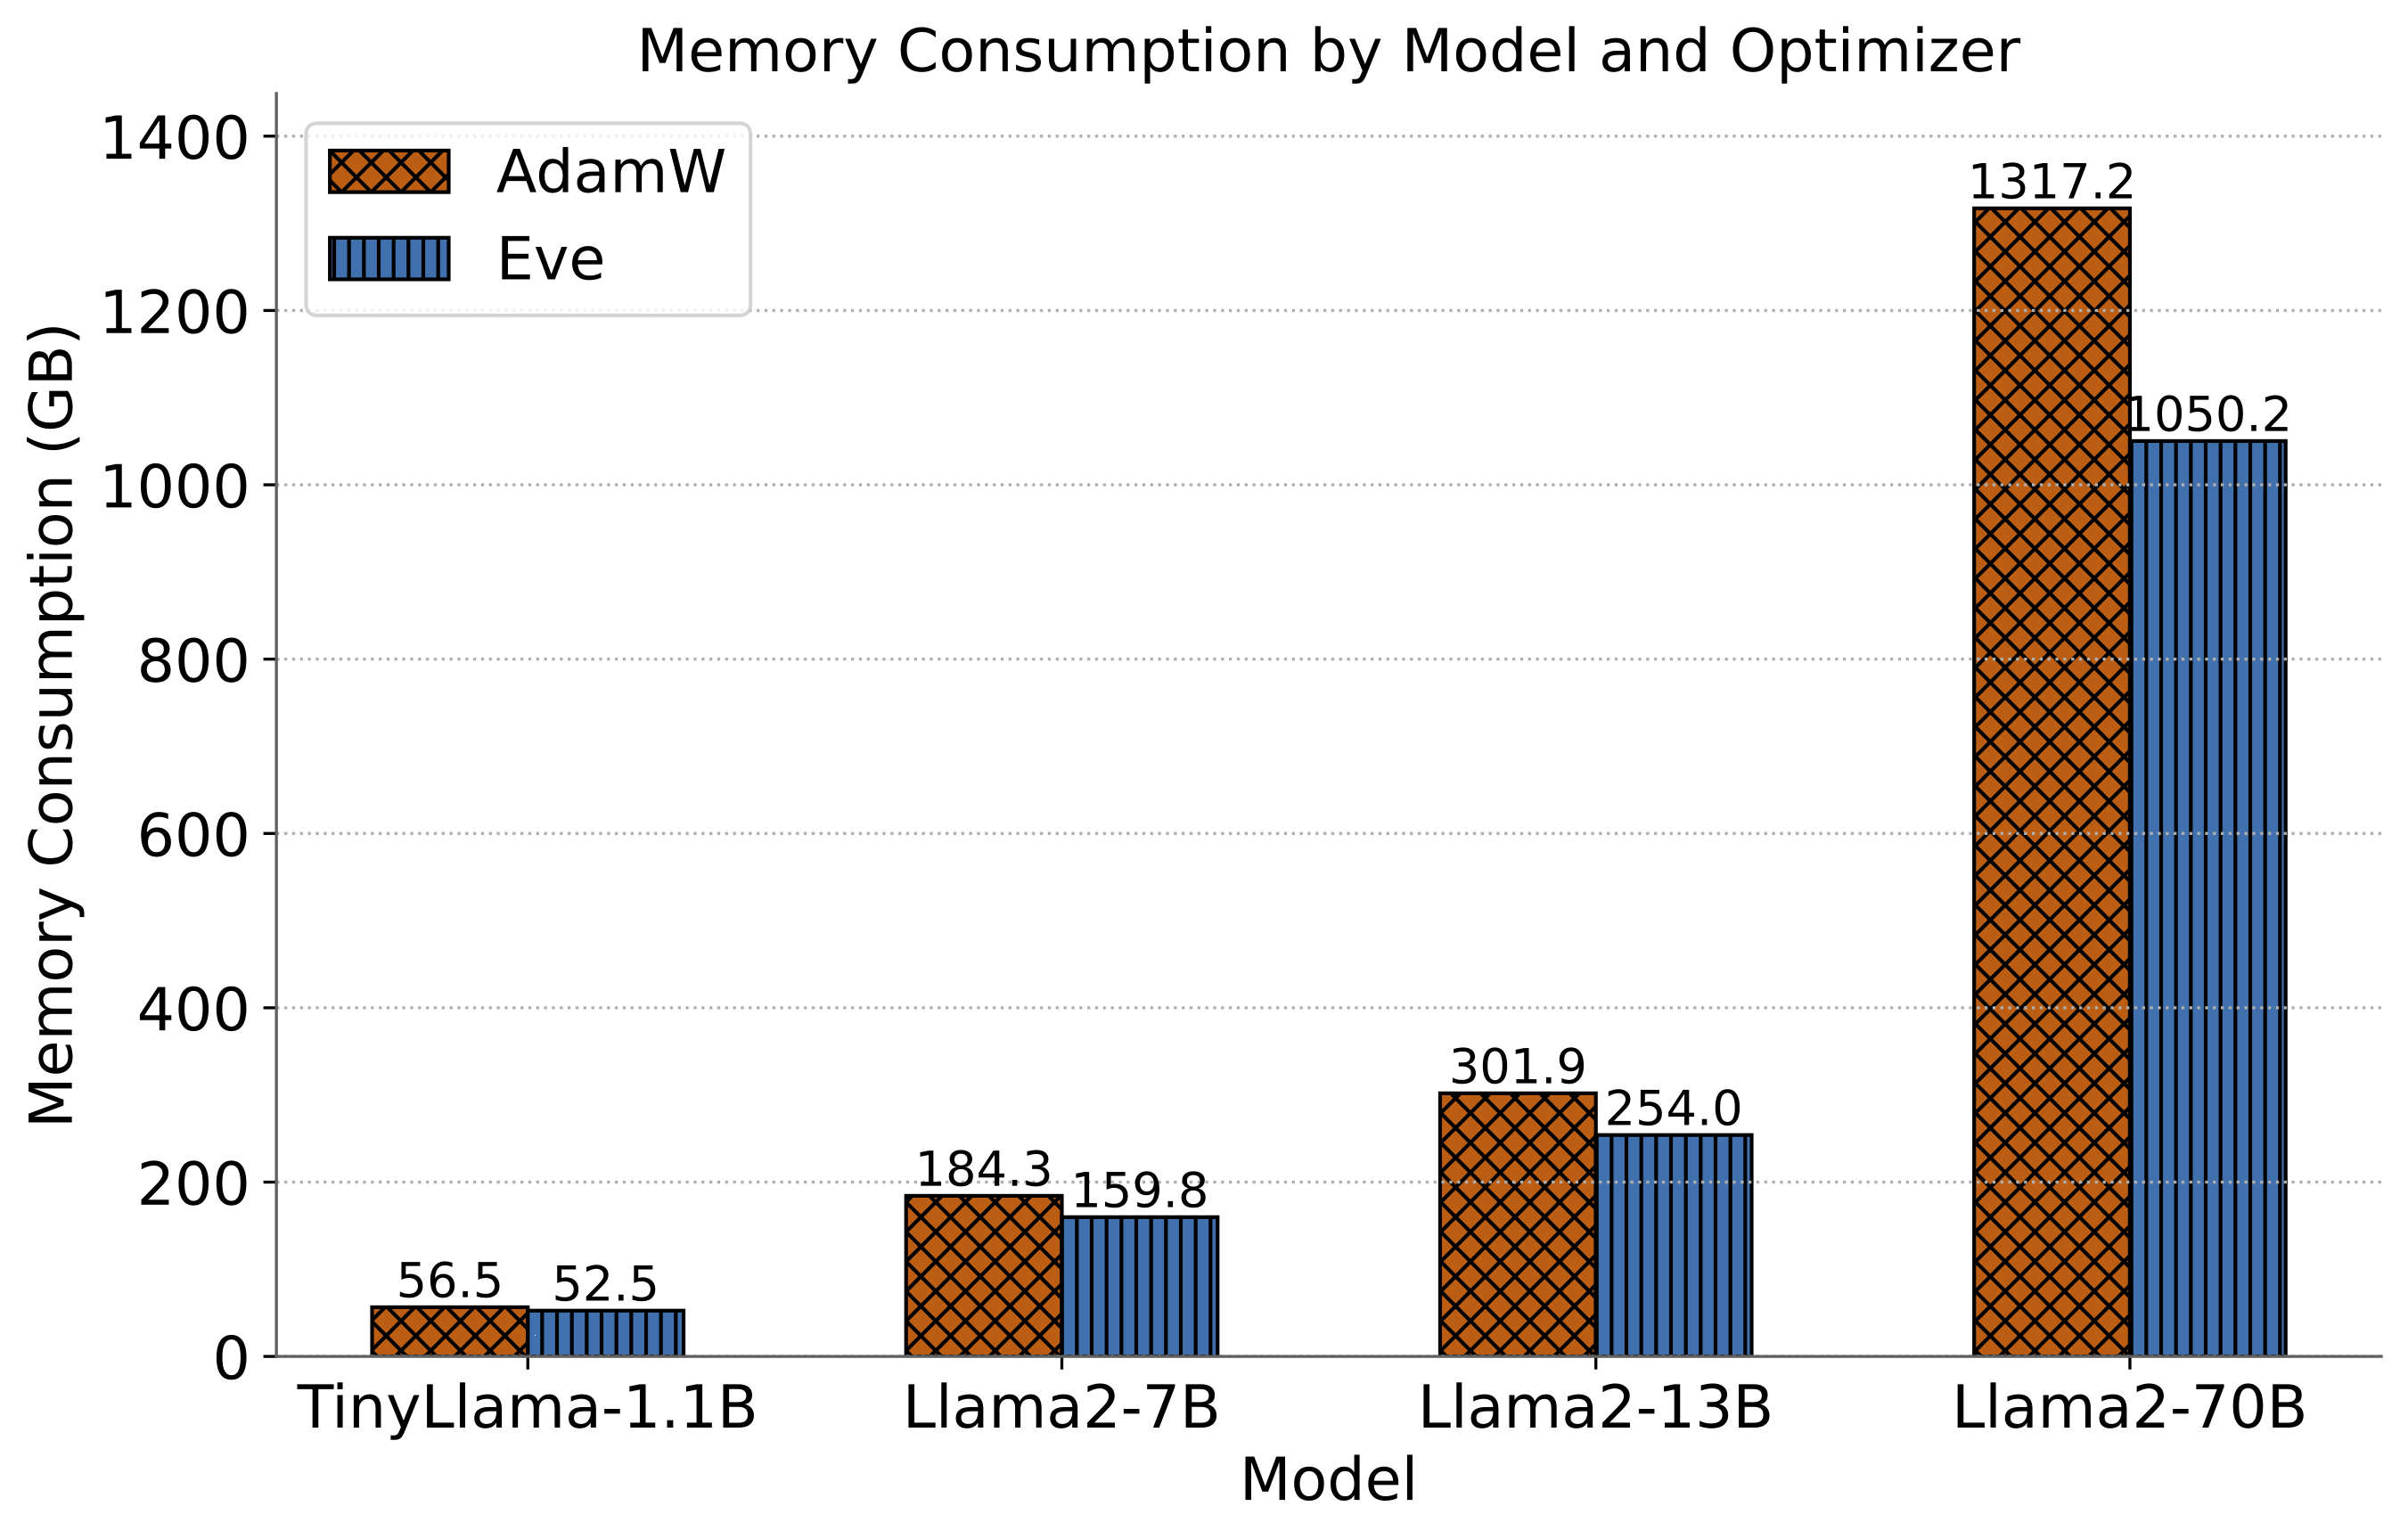 Memory Consumption by Model and Optimizer
Memory Consumption (GB)
1400
1200
1000
800
600
400
200
0
AdamW
Eve
56.5
52.5
184.3
159.8
301.9
254.0
1317.2
1050.2
TinyLlama-1.1B
Llama2-7B
Llama2-13B
Llama2-70B
Model